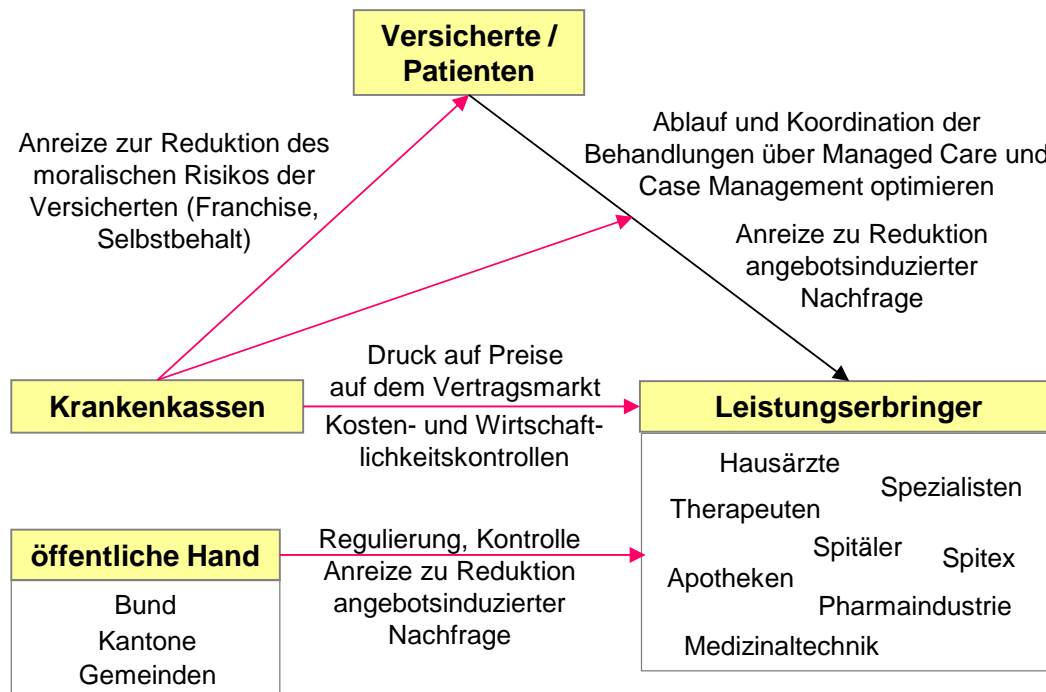 Versicherte /
Patienten
Anreize zur Reduktion des
moralischen Risikos der
Versicherten (Franchise,
Selbstbehalt)
Ablauf und Koordination der
Behandlungen über Managed Care und
Case Management optimieren
Anreize zu Reduktion
angebotsinduzierter
Nachfrage
Krankenkassen
Druck auf Preise
auf dem Vertragsmarkt
Kosten- und Wirtschaft-
lichkeitskontrollen
Leistungserbringer
Hausärzte
Spezialisten
Therapeuten
Spitäler
Spitex
Apotheken
Pharmaindustrie
Medizinaltechnik
öffentliche Hand
Bund
Kantone
Gemeinden
Regulierung, Kontrolle
Anreize zu Reduktion
angebotsinduzierter
Nachfrage